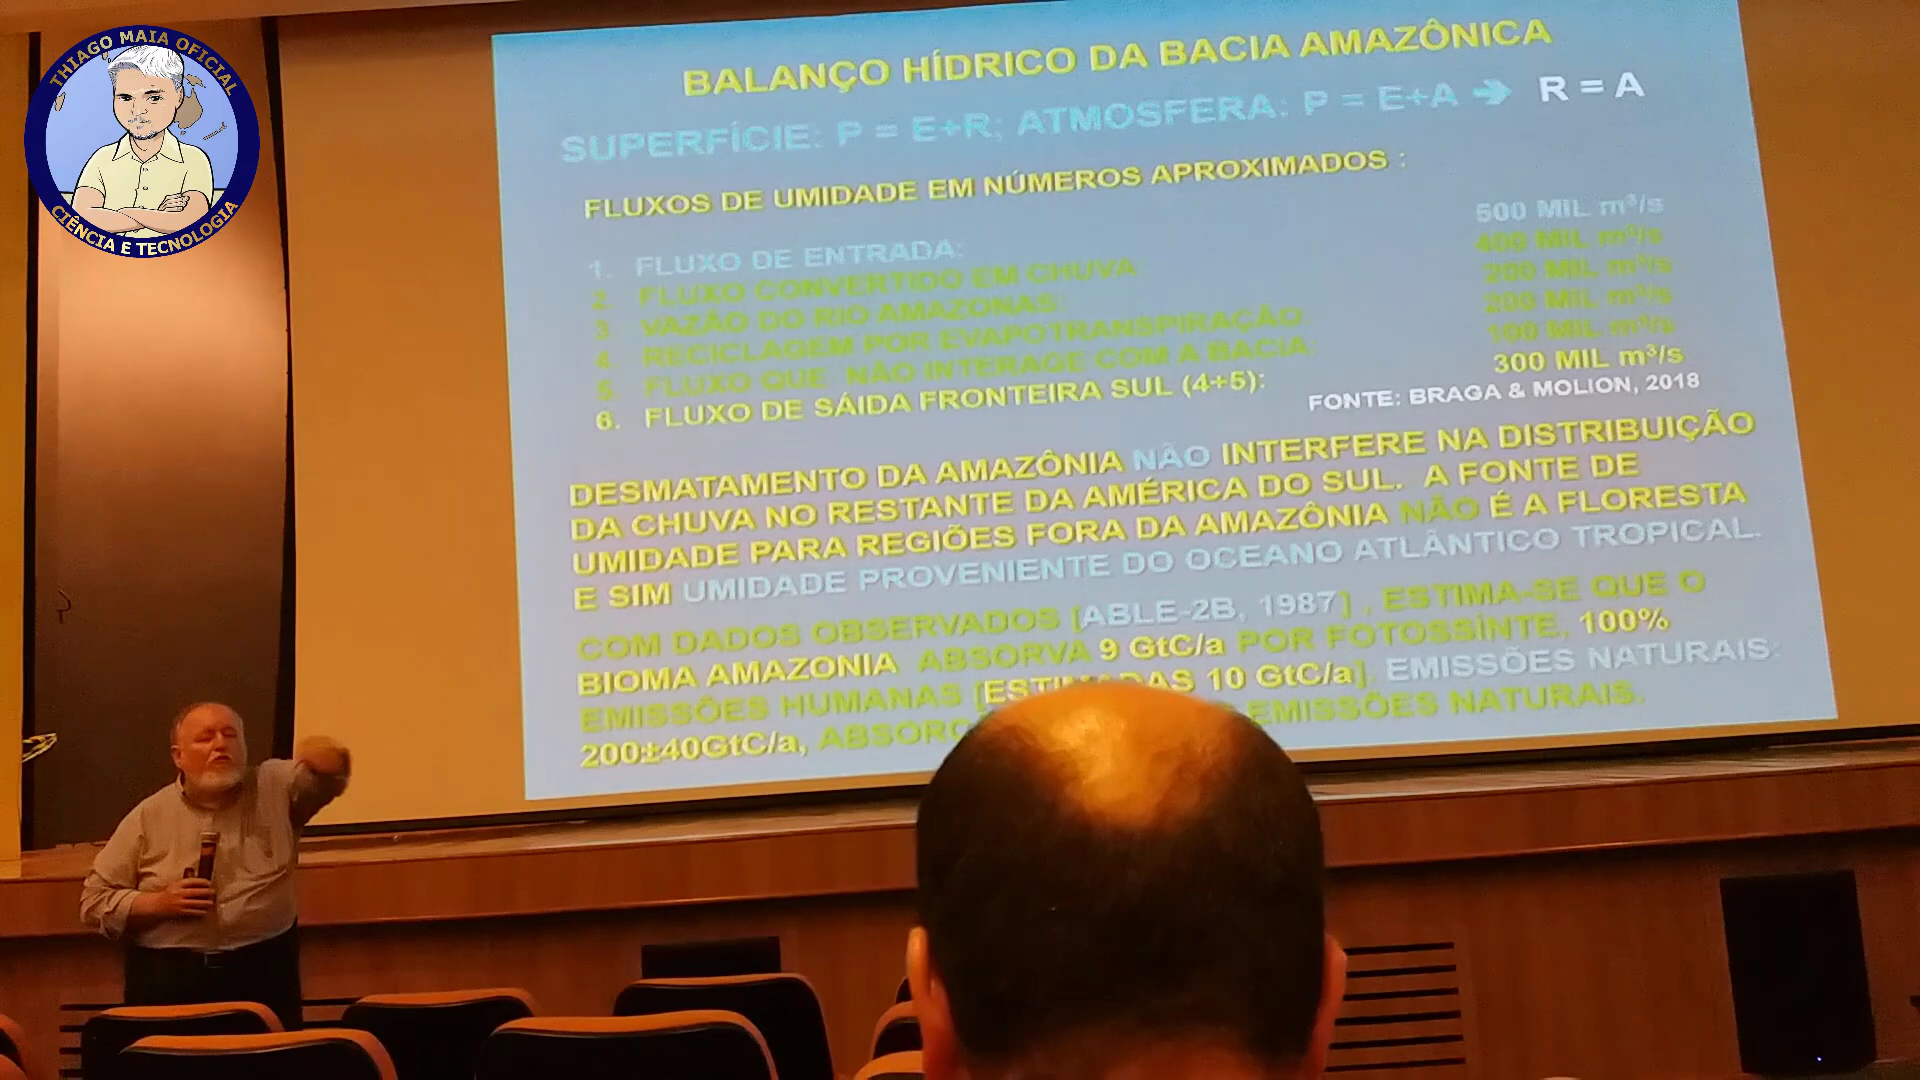 THIAGO MAIA OFICIAL
CIÊNCIA E TECNOLOGIA
BALANÇO HÍDRICO DA BACIA AMAZÔNICA
SUPERFÍCIE: P = E+R; ATMOSFERA: P = E+A → R = A
FLUXOS DE UMIDADE EM NÚMEROS APROXIMADOS :
1. FLUXO DE ENTRADA: 500 MIL m³/s
2. FLUXO CONVERTIDO EM CHUVA: 400 MIL m³/s
3. VAZÃO DO RIO AMAZONAS: 200 MIL m³/s
4. RECICLAGEM POR EVAPOTRANSPIRAÇÃO: 200 MIL m³/s
5. FLUXO QUE NÃO INTERAGE COM A BACIA: 100 MIL m³/s
6. FLUXO DE SÁIDA FRONTEIRA SUL (4+5): 300 MIL m³/s
FONTE: BRAGA & MOLION, 2018
DESMATAMENTO DA AMAZÔNIA NÃO INTERFERE NA DISTRIBUIÇÃO
DA CHUVA NO RESTANTE DA AMÉRICA DO SUL. A FONTE DE
UMIDADE PARA REGIÕES FORA DA AMAZÔNIA NÃO É A FLORESTA
E SIM UMIDADE PROVENIENTE DO OCEANO ATLÂNTICO TROPICAL.
COM DADOS OBSERVADOS [ABLE-2B, 1987] , ESTIMA-SE QUE O
BIOMA AMAZONIA ABSORVA 9 GtC/a POR FOTOSSÍNTE, 100%
EMISSÕES HUMANAS [ESTIMADAS 10 GtC/a]. EMISSÕES NATURAIS:
200±40GtC/a, EMISSÕES NATURAIS.